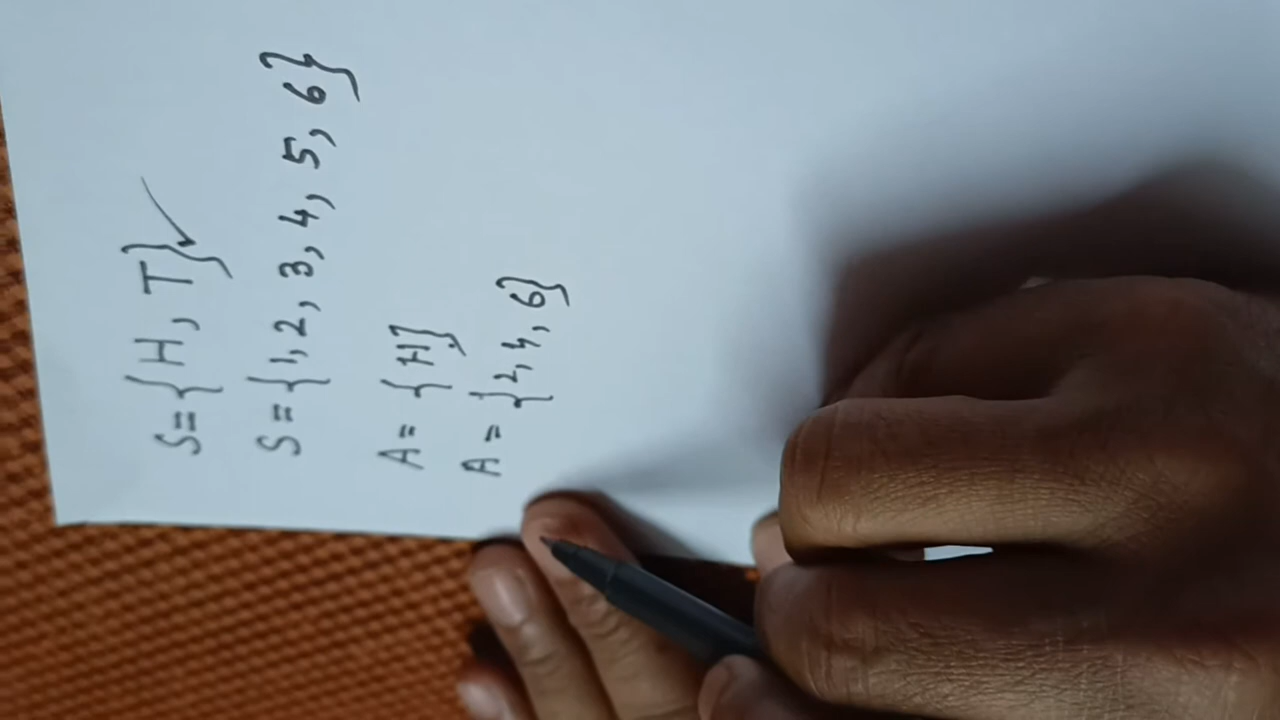 S={H, T}✓
S={1, 2, 3, 4, 5, 6}
A= {H}
A = {2, 4, 6}